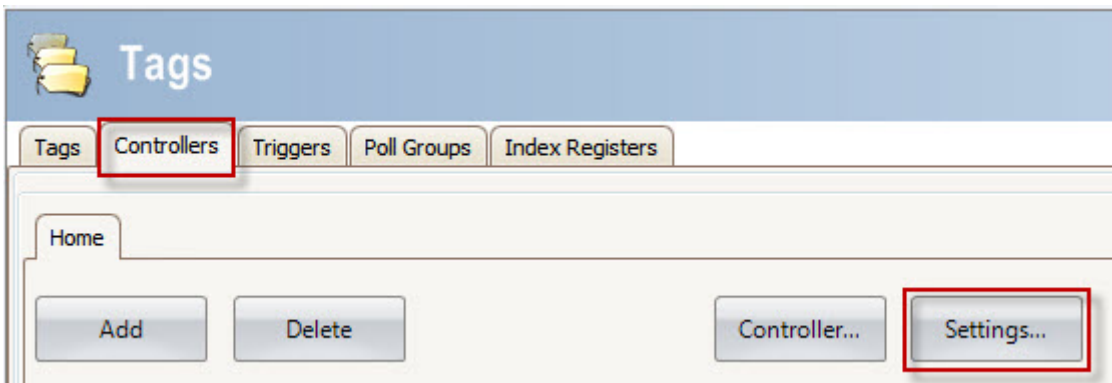 Tags
Tags Controllers Triggers Poll Groups Index Registers
Home
Add Delete Controller... Settings...